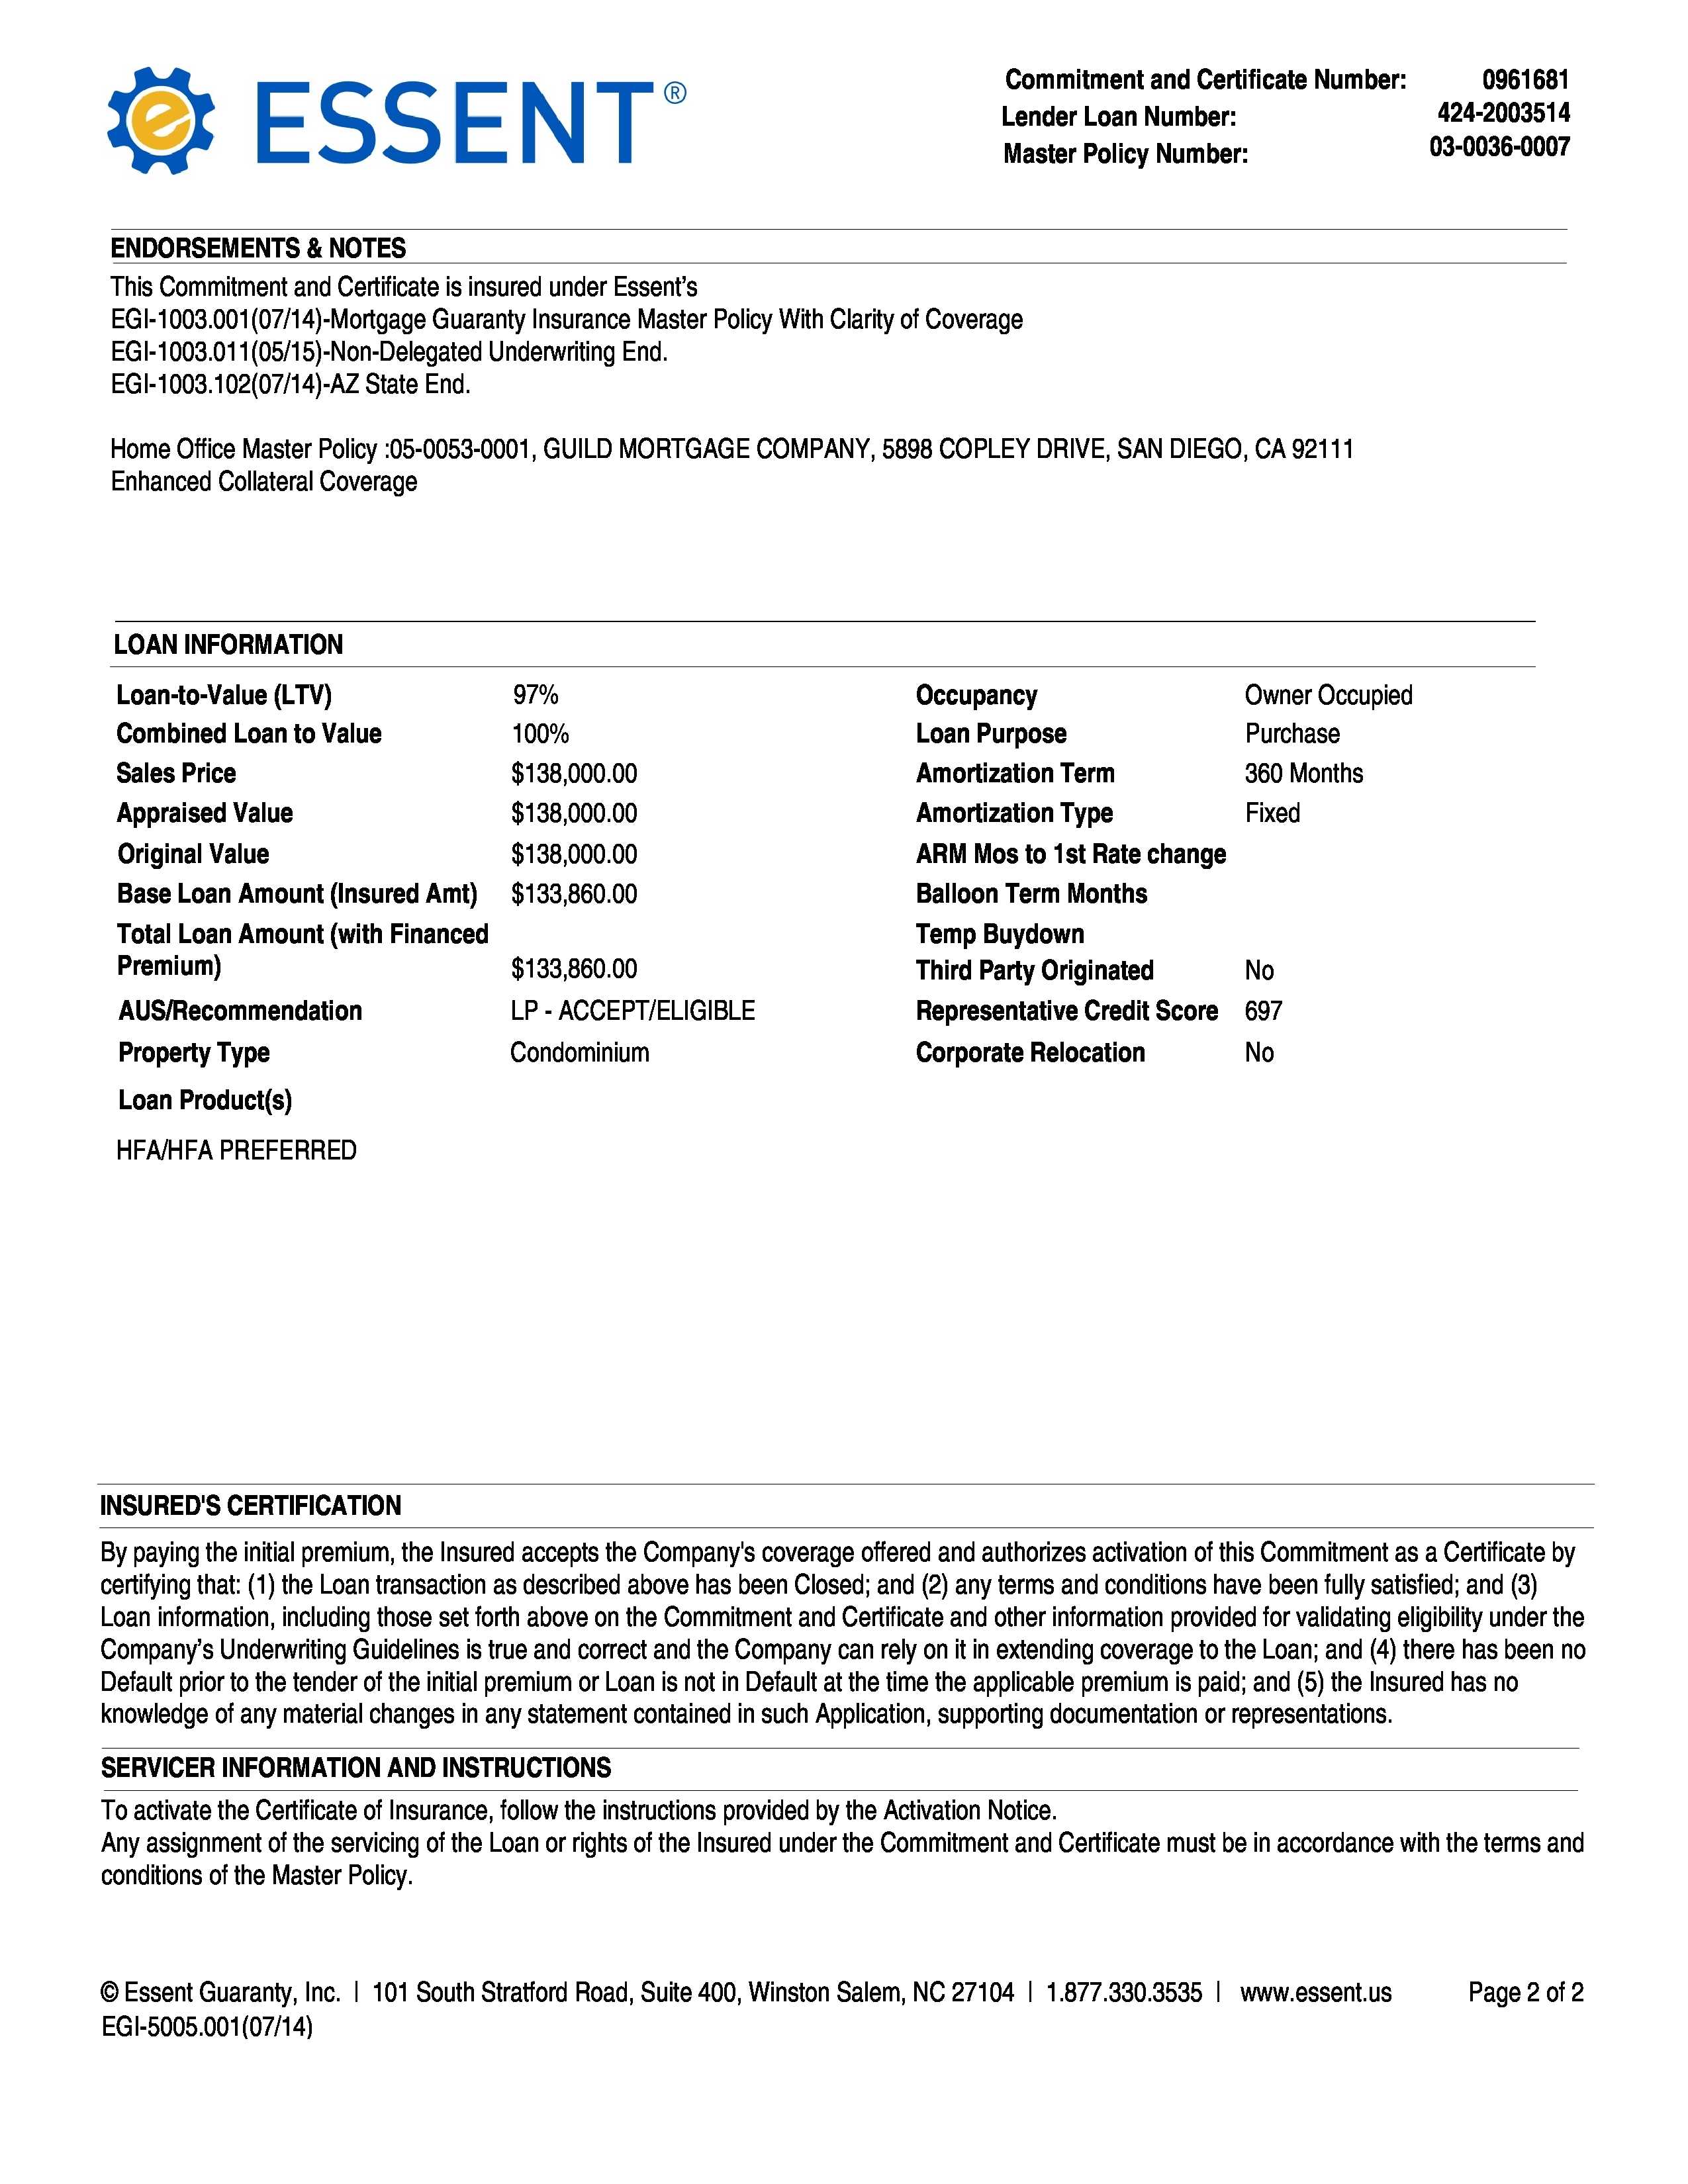 ESSENT®
Commitment and Certificate Number: 0961681
Lender Loan Number: 424-2003514
Master Policy Number: 03-0036-0007
ENDORSEMENTS & NOTES
This Commitment and Certificate is insured under Essent’s
EGI-1003.001(07/14)-Mortgage Guaranty Insurance Master Policy With Clarity of Coverage
EGI-1003.011(05/15)-Non-Delegated Underwriting End.
EGI-1003.102(07/14)-AZ State End.
Home Office Master Policy :05-0053-0001, GUILD MORTGAGE COMPANY, 5898 COPLEY DRIVE, SAN DIEGO, CA 92111
Enhanced Collateral Coverage
LOAN INFORMATION
Loan-to-Value (LTV) 97% Occupancy Owner Occupied
Combined Loan to Value 100% Loan Purpose Purchase
Sales Price $138,000.00 Amortization Term 360 Months
Appraised Value $138,000.00 Amortization Type Fixed
Original Value $138,000.00 ARM Mos to 1st Rate change
Base Loan Amount (Insured Amt) $133,860.00 Balloon Term Months
Total Loan Amount (with Financed Temp Buydown
Premium) $133,860.00 Third Party Originated No
AUS/Recommendation LP - ACCEPT/ELIGIBLE Representative Credit Score 697
Property Type Condominium Corporate Relocation No
Loan Product(s)
HFA/HFA PREFERRED
INSURED'S CERTIFICATION
By paying the initial premium, the Insured accepts the Company's coverage offered and authorizes activation of this Commitment as a Certificate by
certifying that: (1) the Loan transaction as described above has been Closed; and (2) any terms and conditions have been fully satisfied; and (3)
Loan information, including those set forth above on the Commitment and Certificate and other information provided for validating eligibility under the
Company’s Underwriting Guidelines is true and correct and the Company can rely on it in extending coverage to the Loan; and (4) there has been no
Default prior to the tender of the initial premium or Loan is not in Default at the time the applicable premium is paid; and (5) the Insured has no
knowledge of any material changes in any statement contained in such Application, supporting documentation or representations.
SERVICER INFORMATION AND INSTRUCTIONS
To activate the Certificate of Insurance, follow the instructions provided by the Activation Notice.
Any assignment of the servicing of the Loan or rights of the Insured under the Commitment and Certificate must be in accordance with the terms and
conditions of the Master Policy.
© Essent Guaranty, Inc. | 101 South Stratford Road, Suite 400, Winston Salem, NC 27104 | 1.877.330.3535 | www.essent.us Page 2 of 2
EGI-5005.001(07/14)